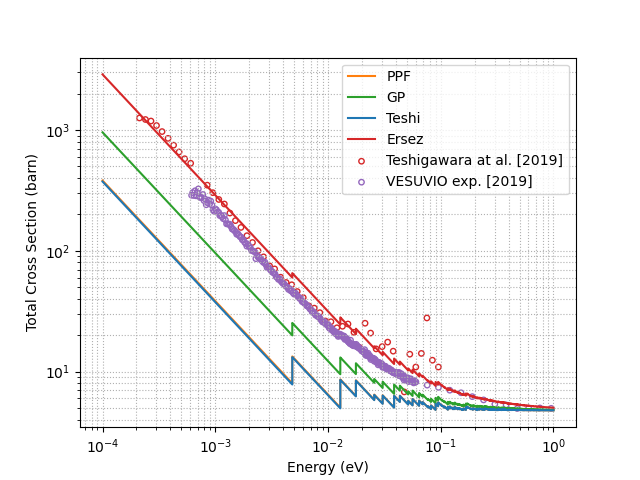 PPF
GP
Teshi
Ersez
Teshigawara at al. [2019]
VESUVIO exp. [2019]
Total Cross Section (barn)
10³
10²
10¹
10⁻⁴
10⁻³
10⁻²
10⁻¹
10⁰
Energy (eV)